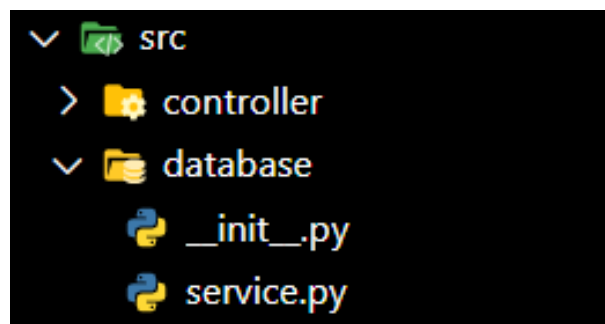 src
controller
database
__init__.py
service.py